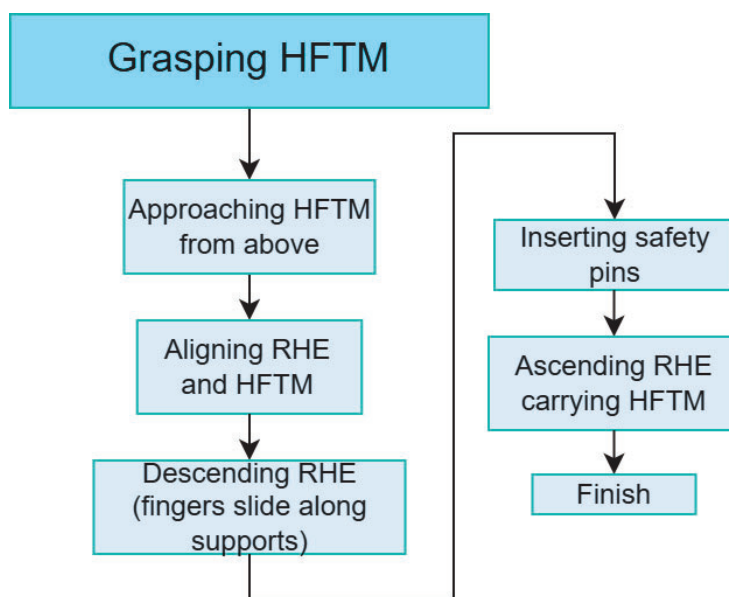 Grasping HFTM
Approaching HFTM
from above
Aligning RHE
and HFTM
Descending RHE
(fingers slide along
supports)
Inserting safety
pins
Ascending RHE
carrying HFTM
Finish